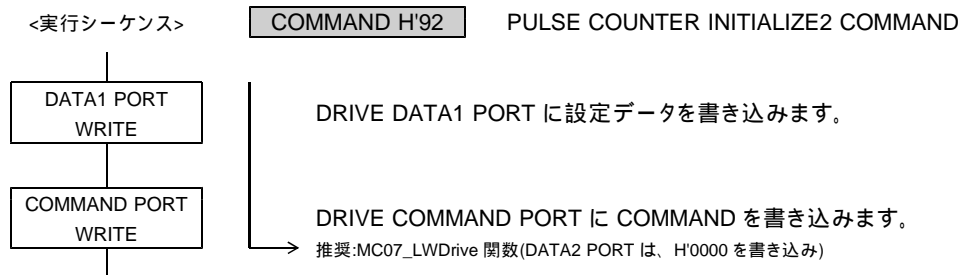 <実行シーケンス> COMMAND H'92 PULSE COUNTER INITIALIZE2 COMMAND
DATA1 PORT
WRITE
DRIVE DATA1 PORT に設定データを書き込みます。
COMMAND PORT
WRITE
DRIVE COMMAND PORT に COMMAND を書き込みます。
推奨:MC07_LWDrive 関数(DATA2 PORT は、H'0000 を書き込み)